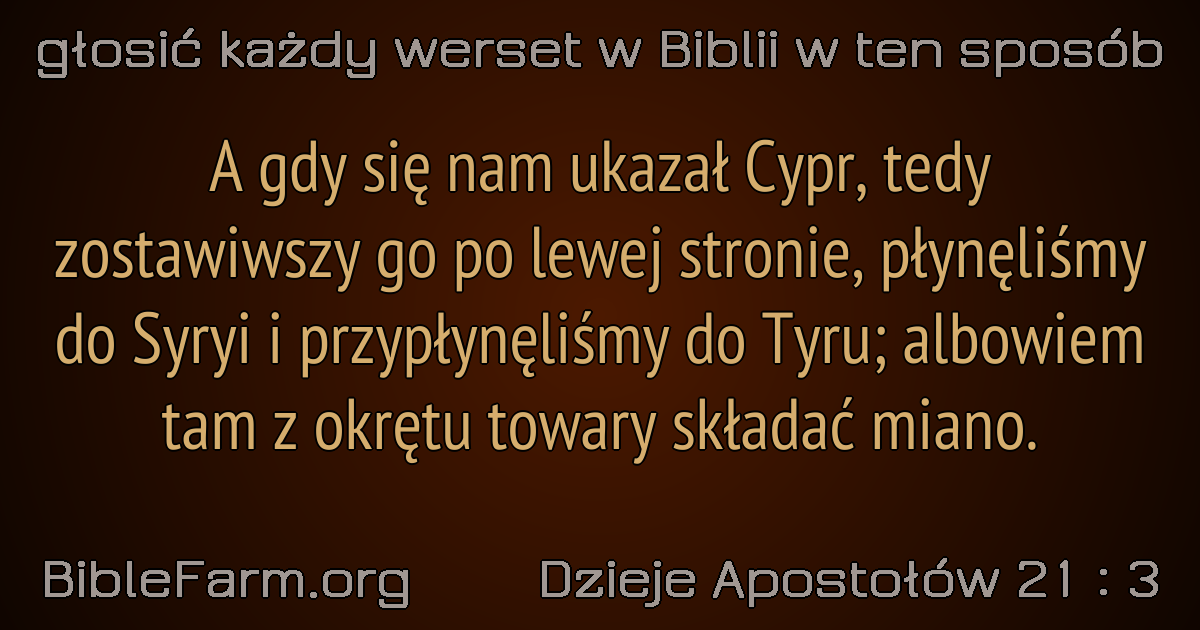 głosić każdy werset w Biblii w ten sposób
A gdy się nam ukazał Cypr, tedy
zostawiwszy go po lewej stronie, płynęliśmy
do Syryi i przypłynęliśmy do Tyru; albowiem
tam z okrętu towary składać miano.
BibleFarm.org
Dzieje Apostołów 21 : 3